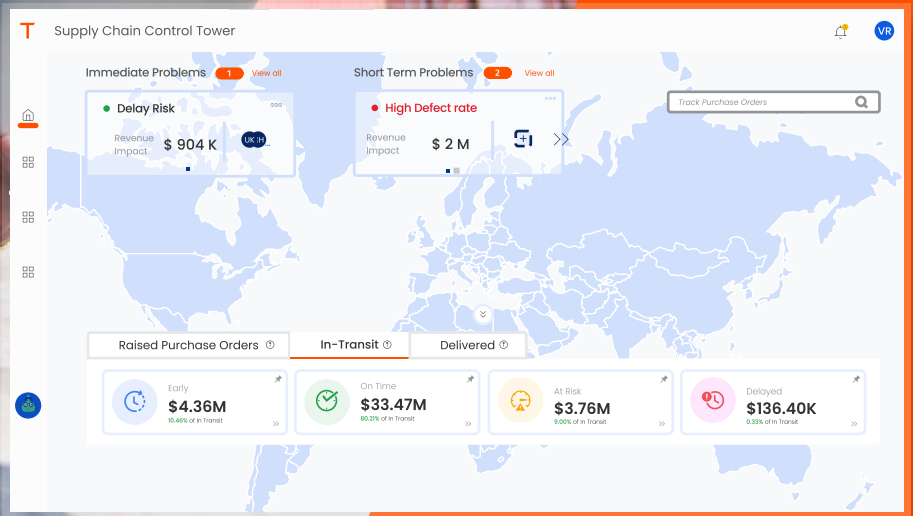 T
Supply Chain Control Tower
VR
Immediate Problems 1 View all
Short Term Problems 2 View all
Delay Risk
Revenue Impact
$ 904 K
UK IH...
High Defect rate
Revenue Impact
$ 2 M
Track Purchase Orders
Raised Purchase Orders
In-Transit
Delivered
Early
$4.36M
10.46% of In Transit
On Time
$33.47M
80.21% of In Transit
At Risk
$3.76M
9.00% of In Transit
Delayed
$136.40K
0.33% of In Transit